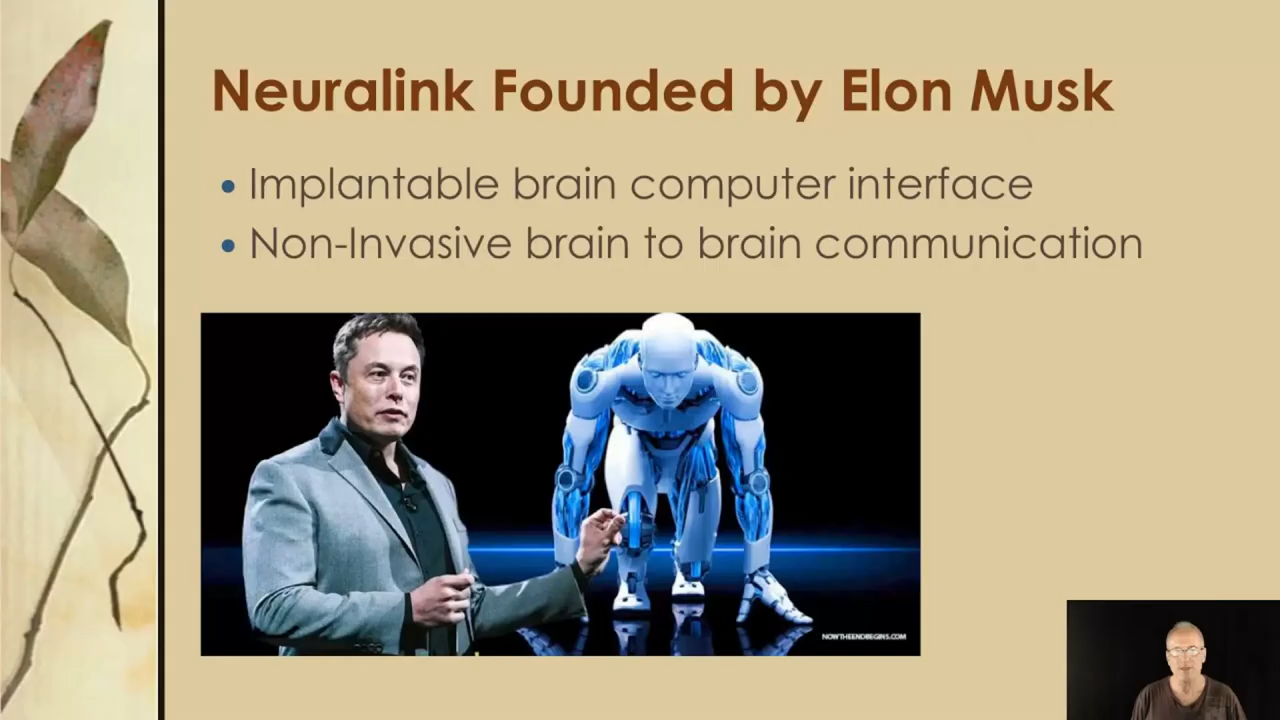 Neuralink Founded by Elon Musk
• Implantable brain computer interface
• Non-Invasive brain to brain communication
NOWTHEENDBEGINS.COM